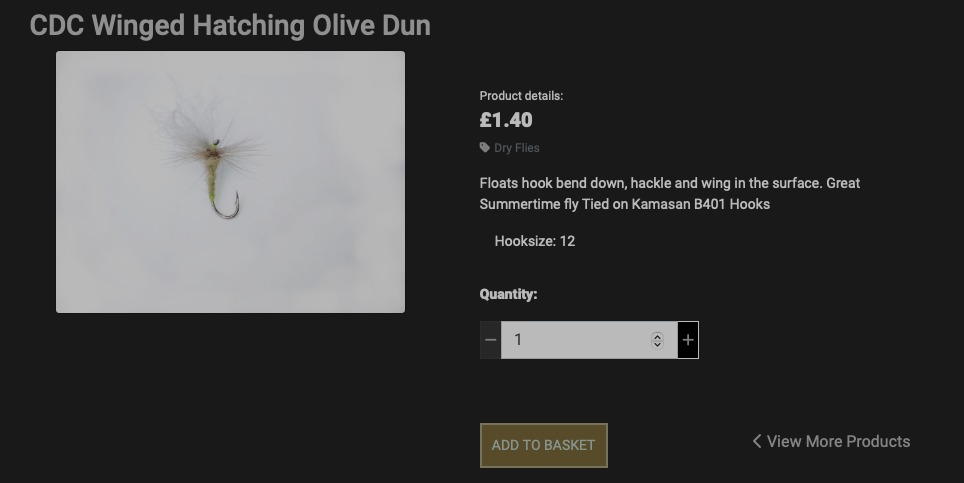 CDC Winged Hatching Olive Dun
Product details:
£1.40
Dry Flies
Floats hook bend down, hackle and wing in the surface. Great
Summertime fly Tied on Kamasan B401 Hooks
Hooksize: 12
Quantity:
− 1 +
ADD TO BASKET
View More Products